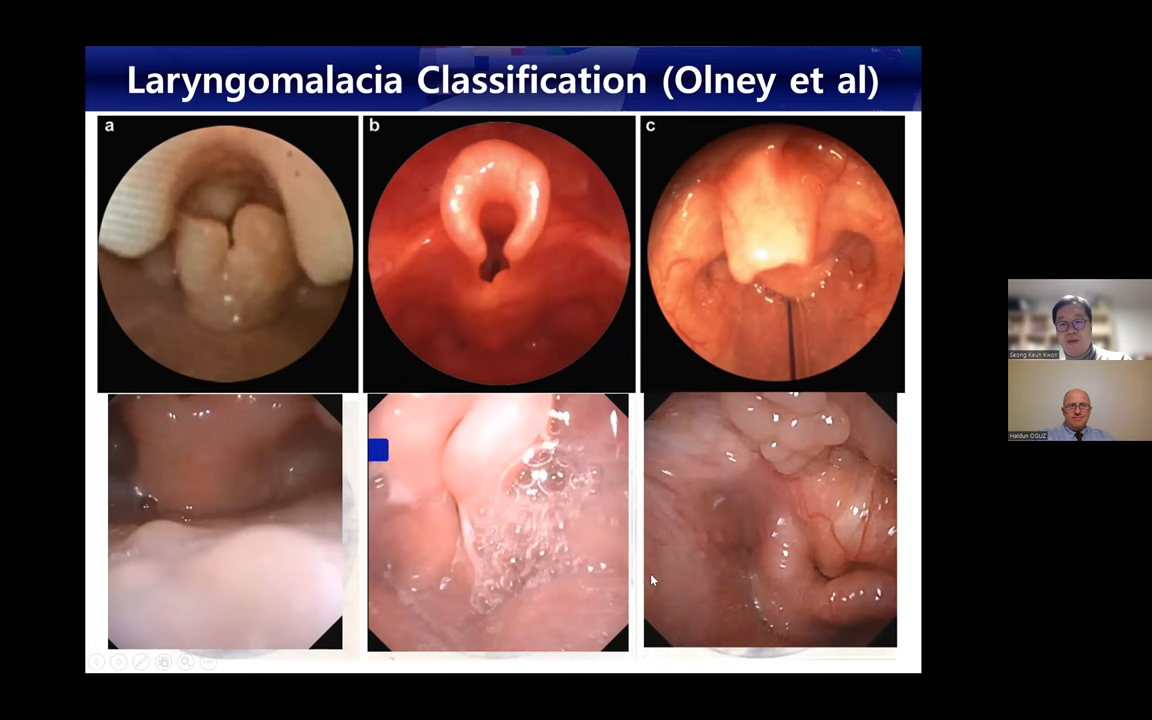 Laryngomalacia Classification (Olney et al)
a
b
c
Seong Keun Kwon
Haldun OGUZ